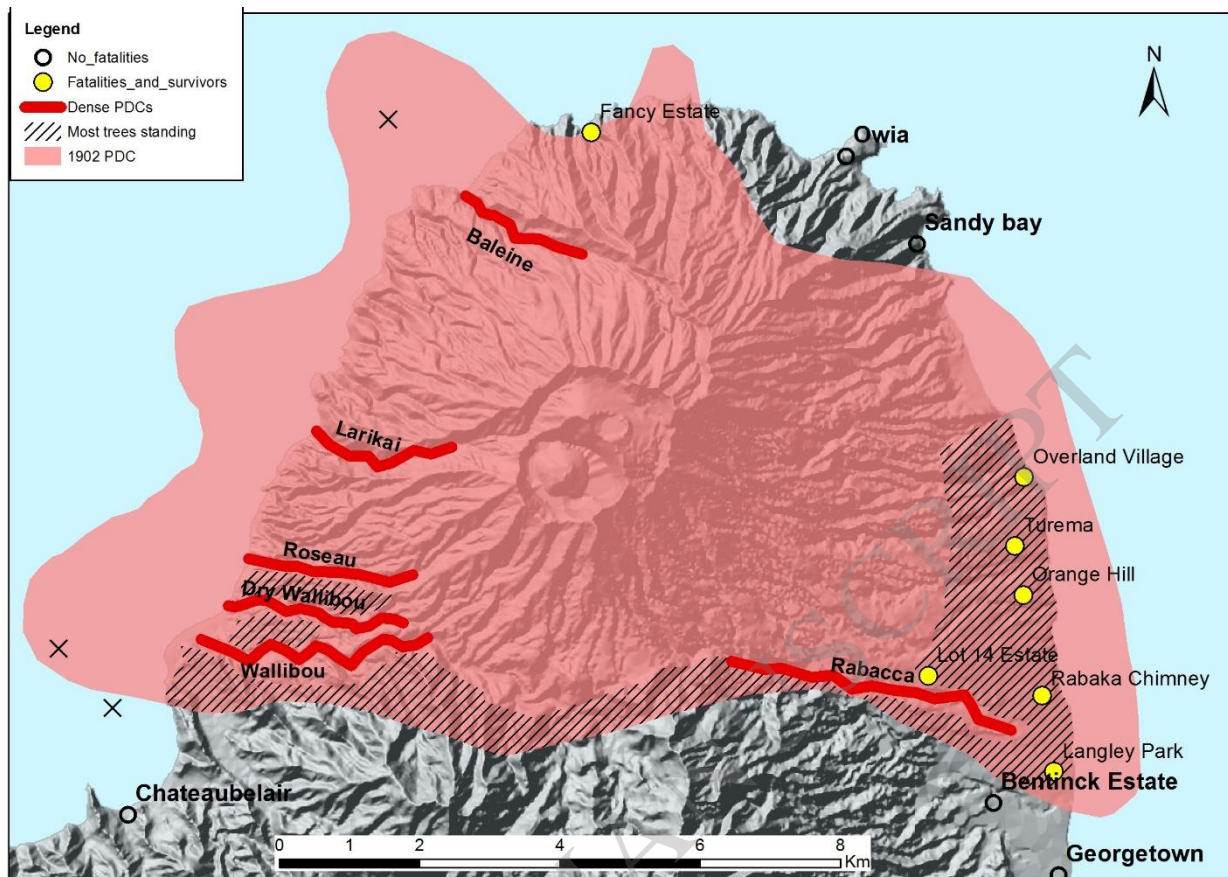 Legend
No_fatalities
Fatalities_and_survivors
Dense PDCs
Most trees standing
1902 PDC
N
Fancy Estate
Owia
Sandy bay
Baleine
Larikai
Overland Village
Turema
Orange Hill
Roseau
Dry Wallibou
Wallibou
Lot 14 Estate
Rabacca
Rabaka Chimney
Langley Park
Bentinck Estate
Chateaubelair
0 1 2 4 6 8
Km
Georgetown